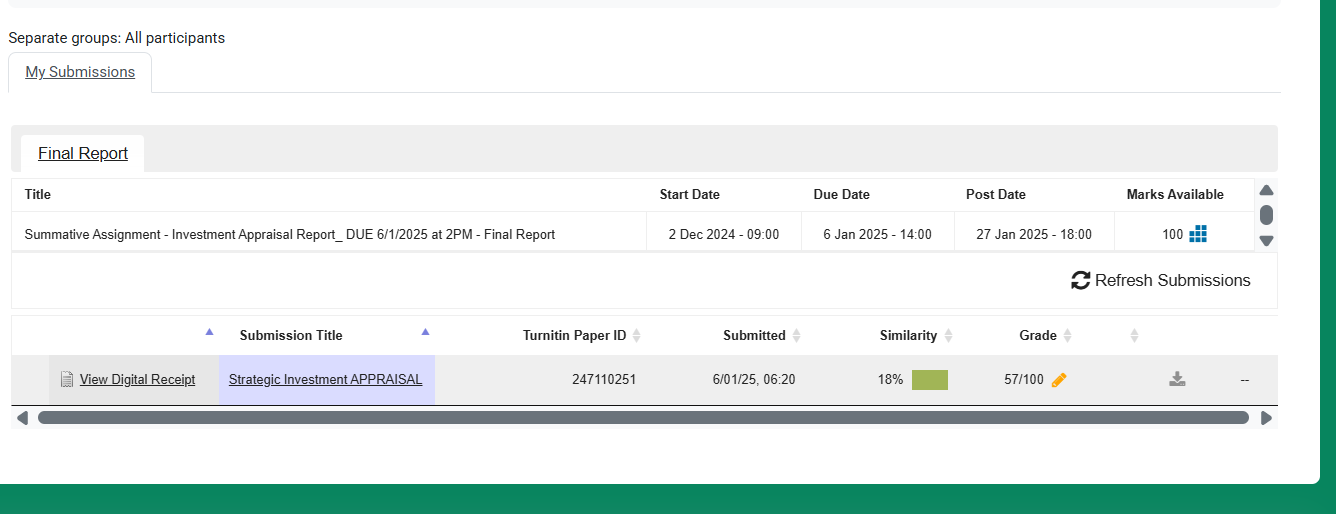 Separate groups: All participants
My Submissions
Final Report
Title Start Date Due Date Post Date Marks Available
Summative Assignment - Investment Appraisal Report_ DUE 6/1/2025 at 2PM - Final Report 2 Dec 2024 - 09:00 6 Jan 2025 - 14:00 27 Jan 2025 - 18:00 100
Refresh Submissions
Submission Title Turnitin Paper ID Submitted Similarity Grade
View Digital Receipt Strategic Investment APPRAISAL 247110251 6/01/25, 06:20 18% 57/100 --